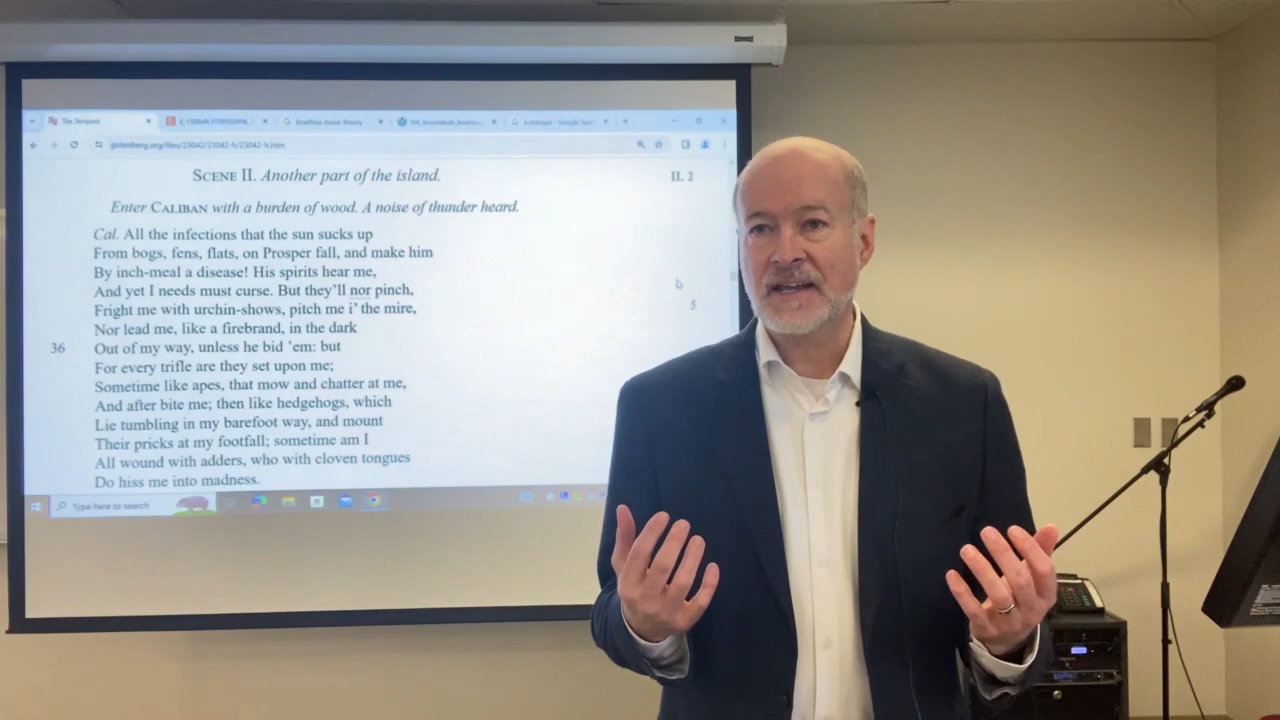 The Tempest
gutenberg.org/files/23042/23042-h/23042-h.htm
SCENE II. Another part of the island. II. 2
Enter CALIBAN with a burden of wood. A noise of thunder heard.
Cal. All the infections that the sun sucks up
From bogs, fens, flats, on Prosper fall, and make him
By inch-meal a disease! His spirits hear me,
And yet I needs must curse. But they’ll nor pinch,
Fright me with urchin-shows, pitch me i’ the mire, 5
Nor lead me, like a firebrand, in the dark
36 Out of my way, unless he bid ’em: but
For every trifle are they set upon me;
Sometime like apes, that mow and chatter at me,
And after bite me; then like hedgehogs, which
Lie tumbling in my barefoot way, and mount
Their pricks at my footfall; sometime am I
All wound with adders, who with cloven tongues
Do hiss me into madness.
Type here to search